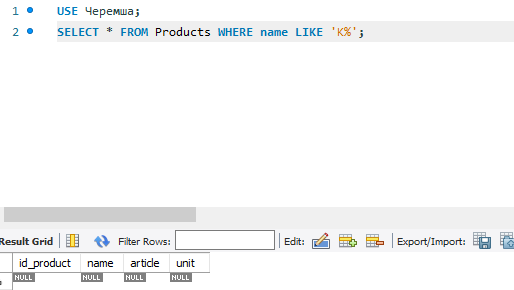 1 USE Черемша;
2 SELECT * FROM Products WHERE name LIKE 'К%';
Result Grid Filter Rows: Edit: Export/Import:
id_product name article unit
NULL NULL NULL NULL